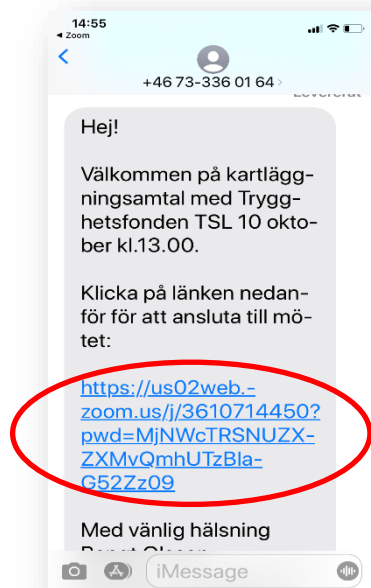 14:55
◄ Zoom
+46 73-336 01 64 >
Levererat
Hej!
Välkommen på kartlägg-
ningsamtal med Trygg-
hetsfonden TSL 10 okto-
ber kl.13.00.
Klicka på länken nedan-
för för att ansluta till mö-
tet:
https://us02web.-
zoom.us/j/3610714450?
pwd=MjNWcTRSNUZX-
ZXMvQmhUTzBla-
G52Zz09
Med vänlig hälsning
iMessage